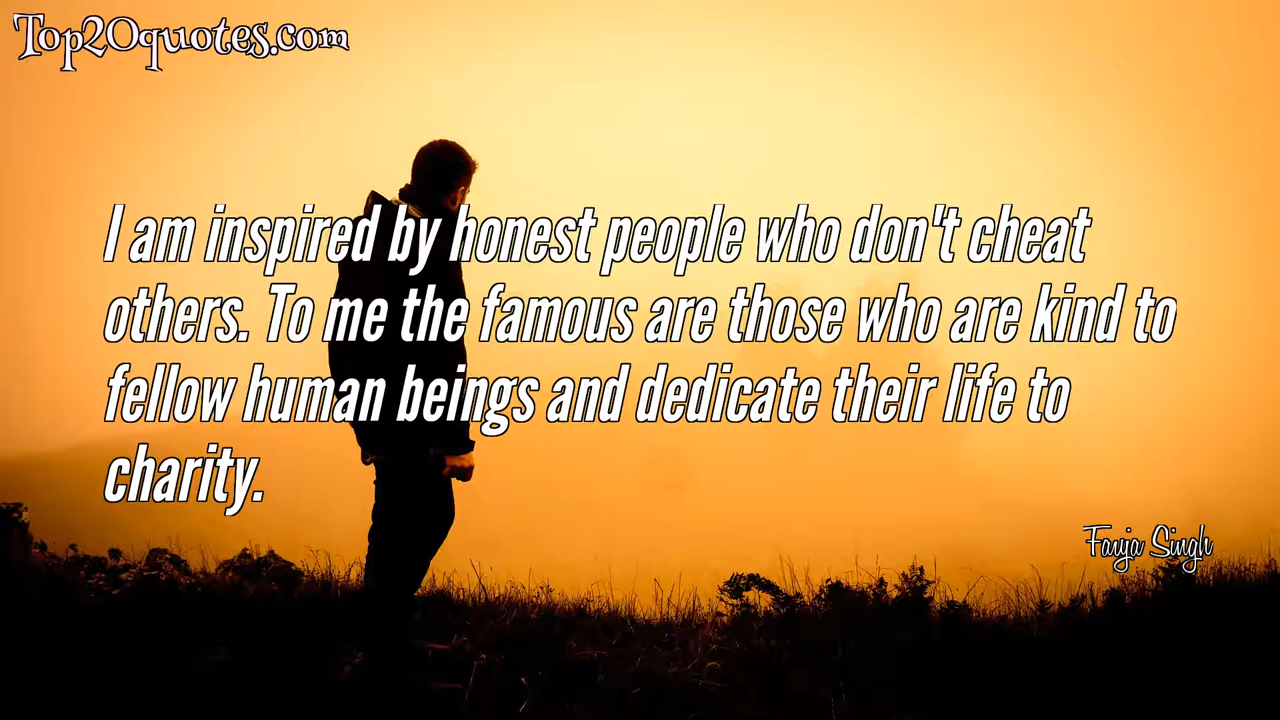 Top20quotes.com
I am inspired by honest people who don't cheat
others. To me the famous are those who are kind to
fellow human beings and dedicate their life to
charity.
Fauja Singh